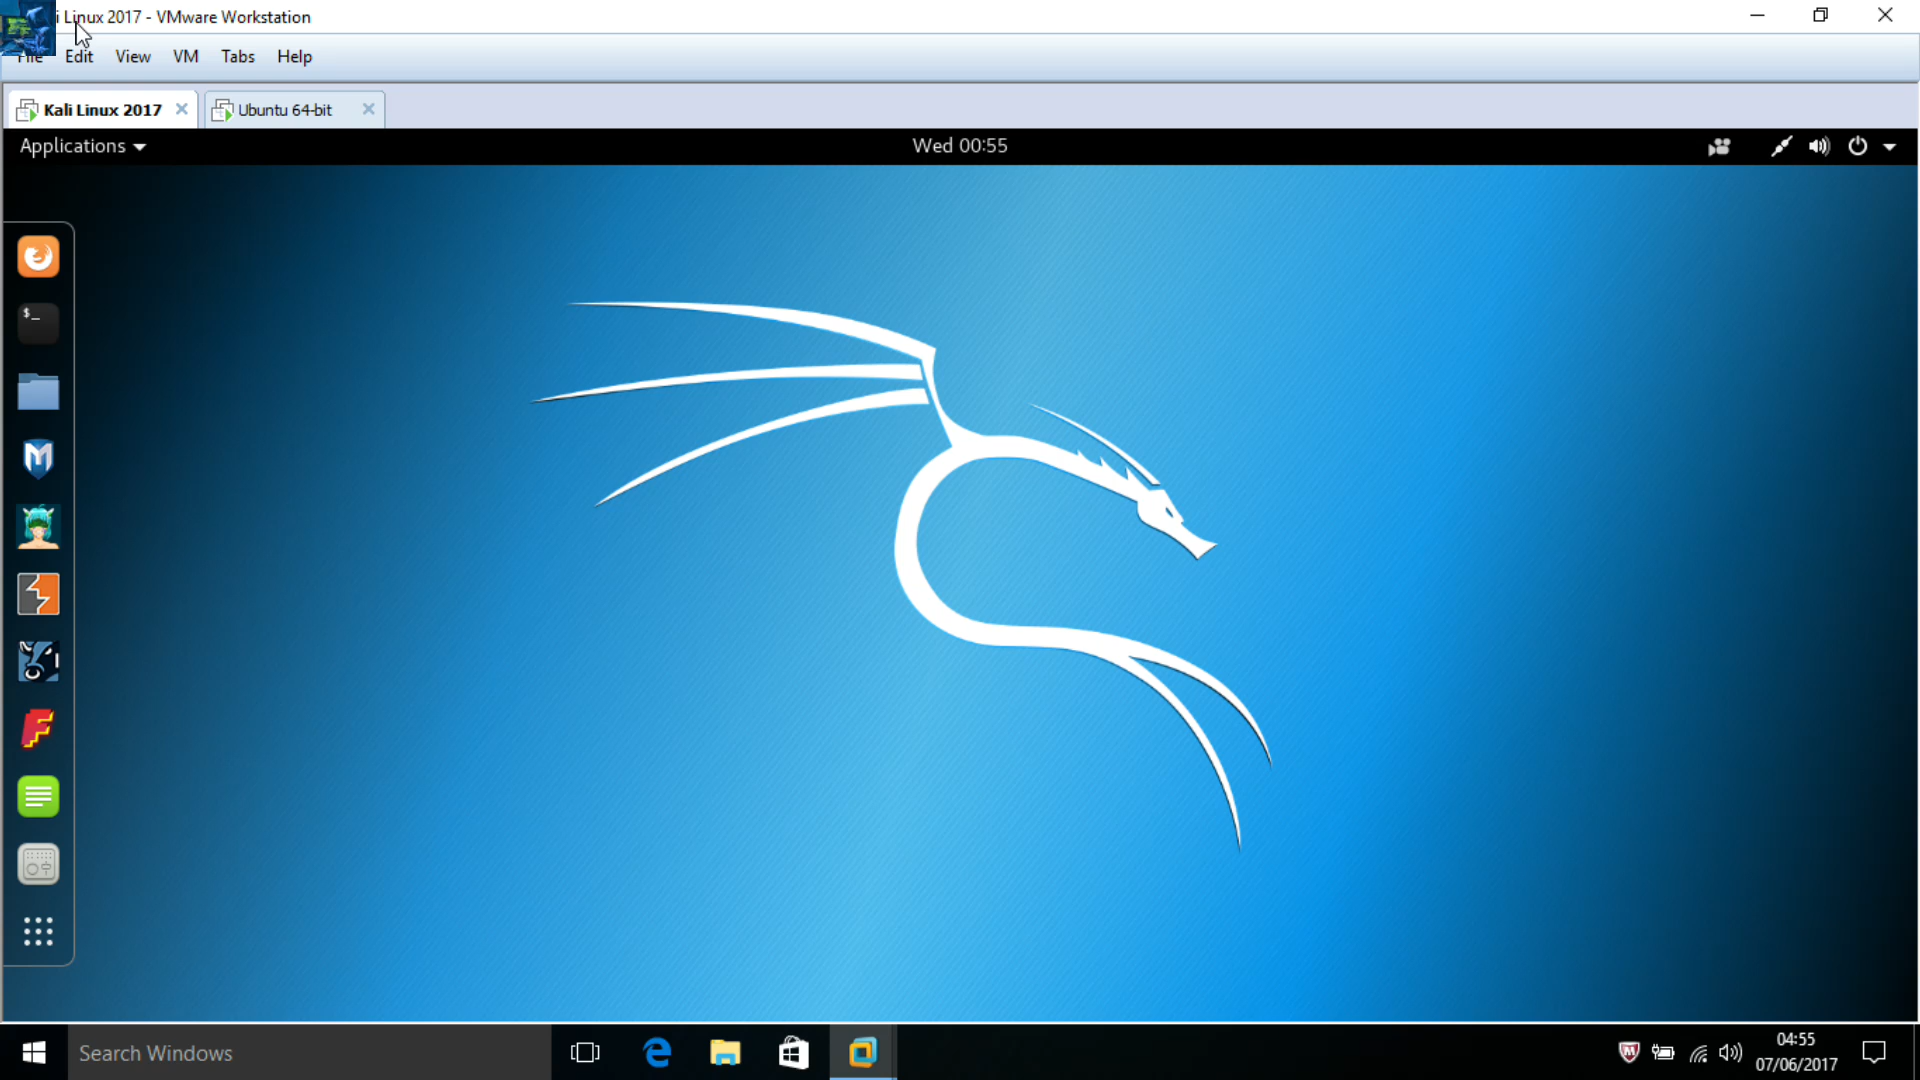 i Linux 2017 - VMware Workstation
File Edit View VM Tabs Help
Kali Linux 2017 Ubuntu 64-bit
Applications Wed 00:55
$_
Search Windows
04:55
07/06/2017